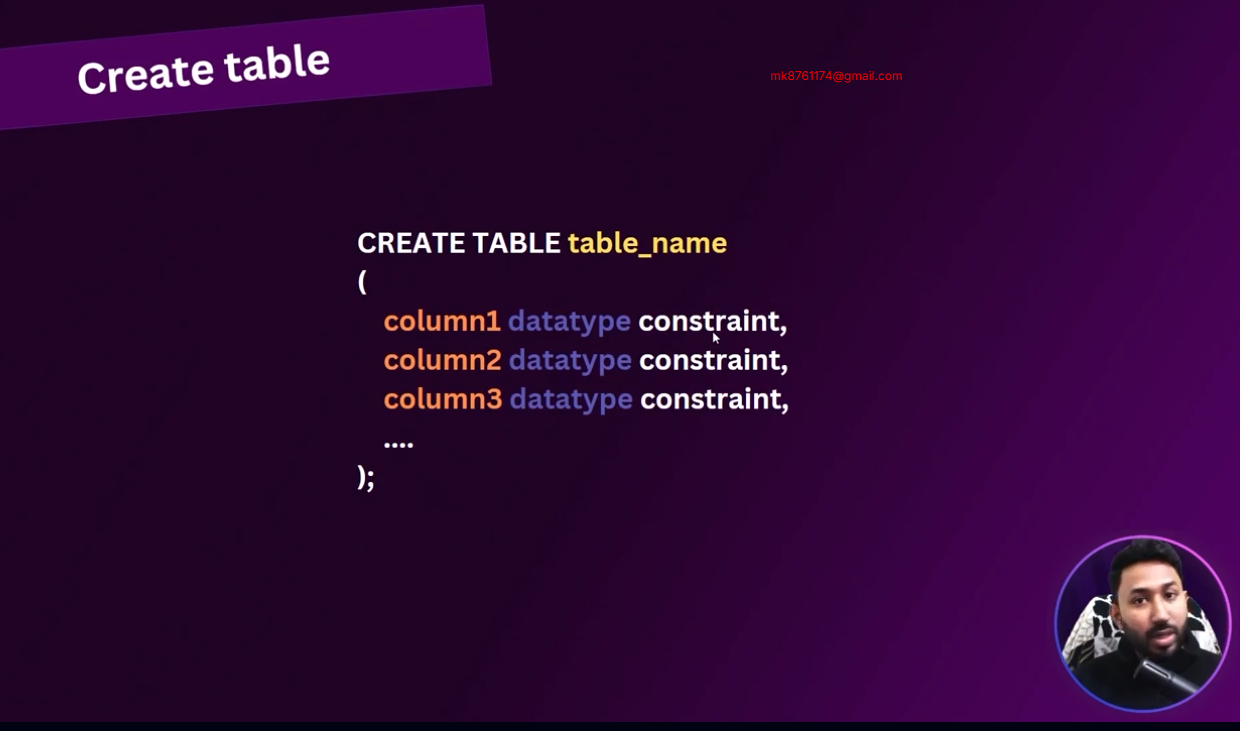 Create table
mk8761174@gmail.com
CREATE TABLE table_name
(
column1 datatype constraint,
column2 datatype constraint,
column3 datatype constraint,
....
);